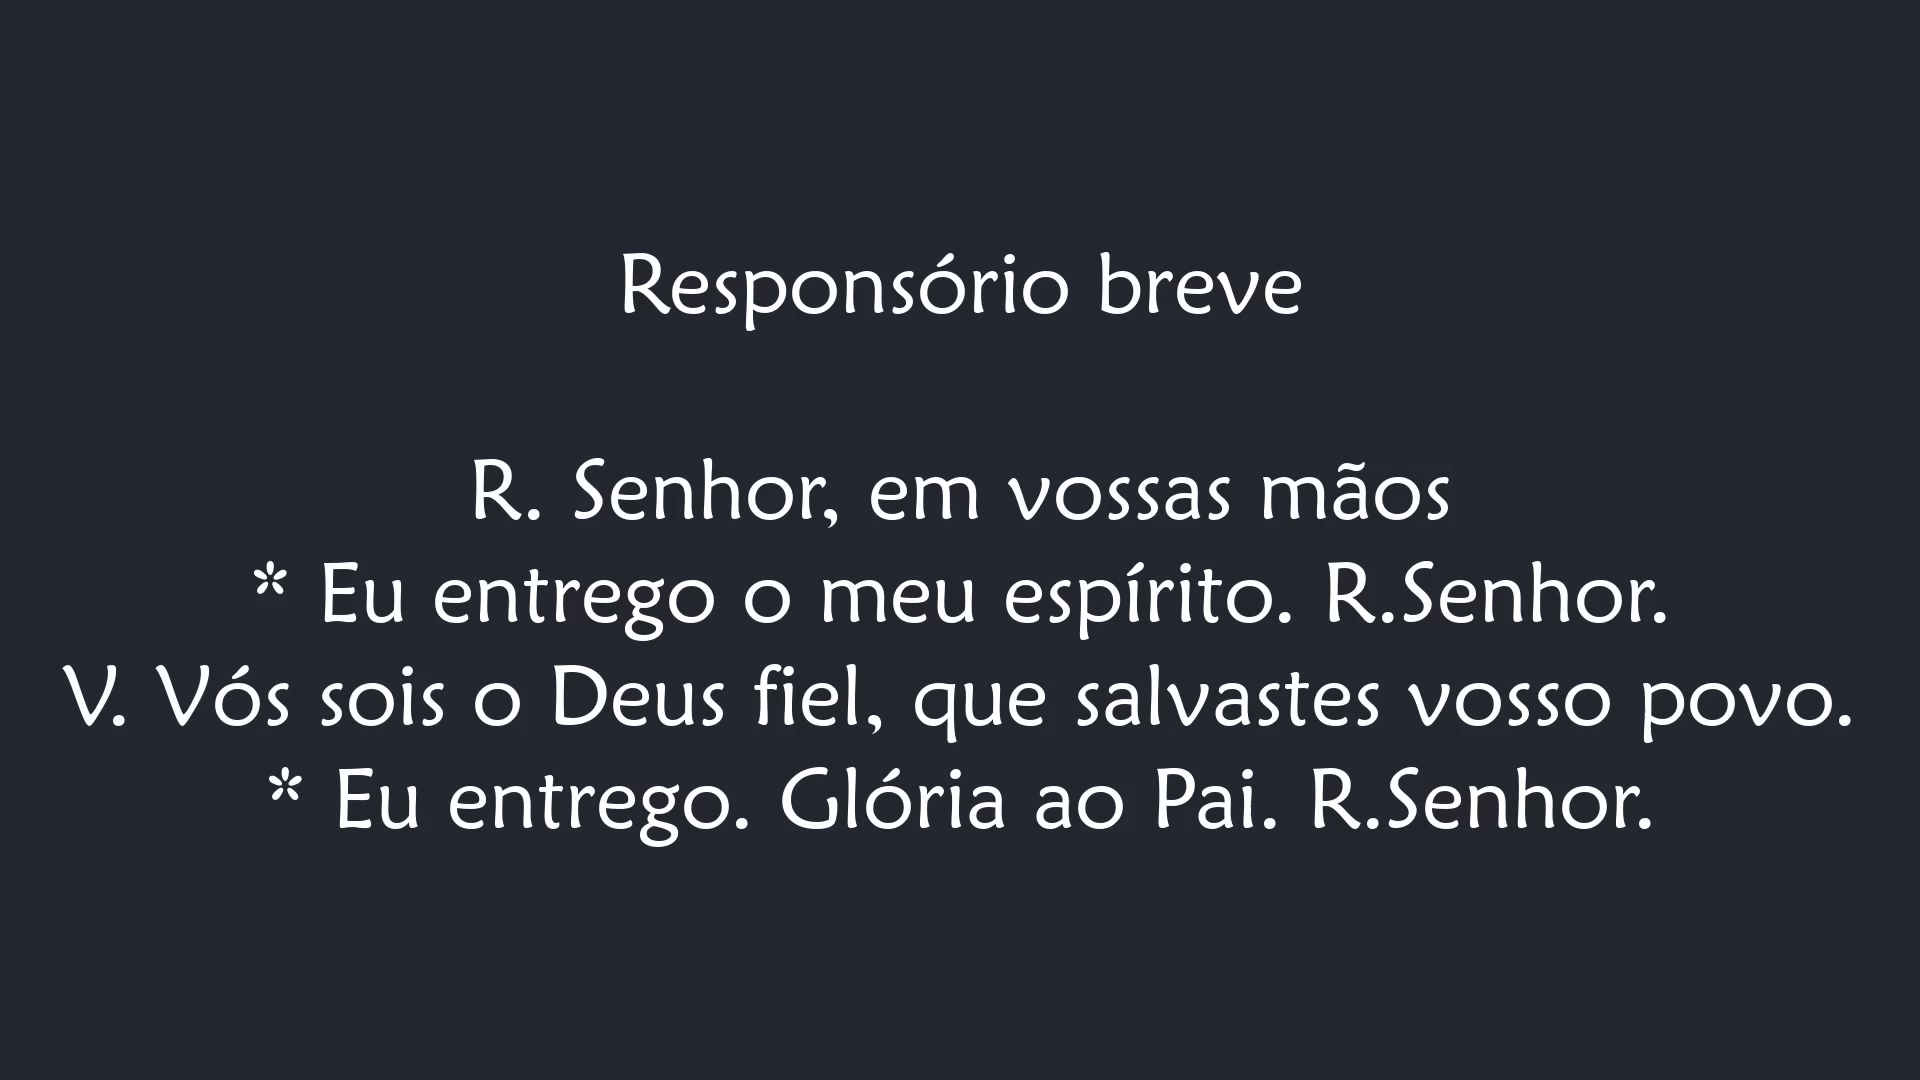 Responsório breve
R. Senhor, em vossas mãos
* Eu entrego o meu espírito. R.Senhor.
V. Vós sois o Deus fiel, que salvastes vosso povo.
* Eu entrego. Glória ao Pai. R.Senhor.